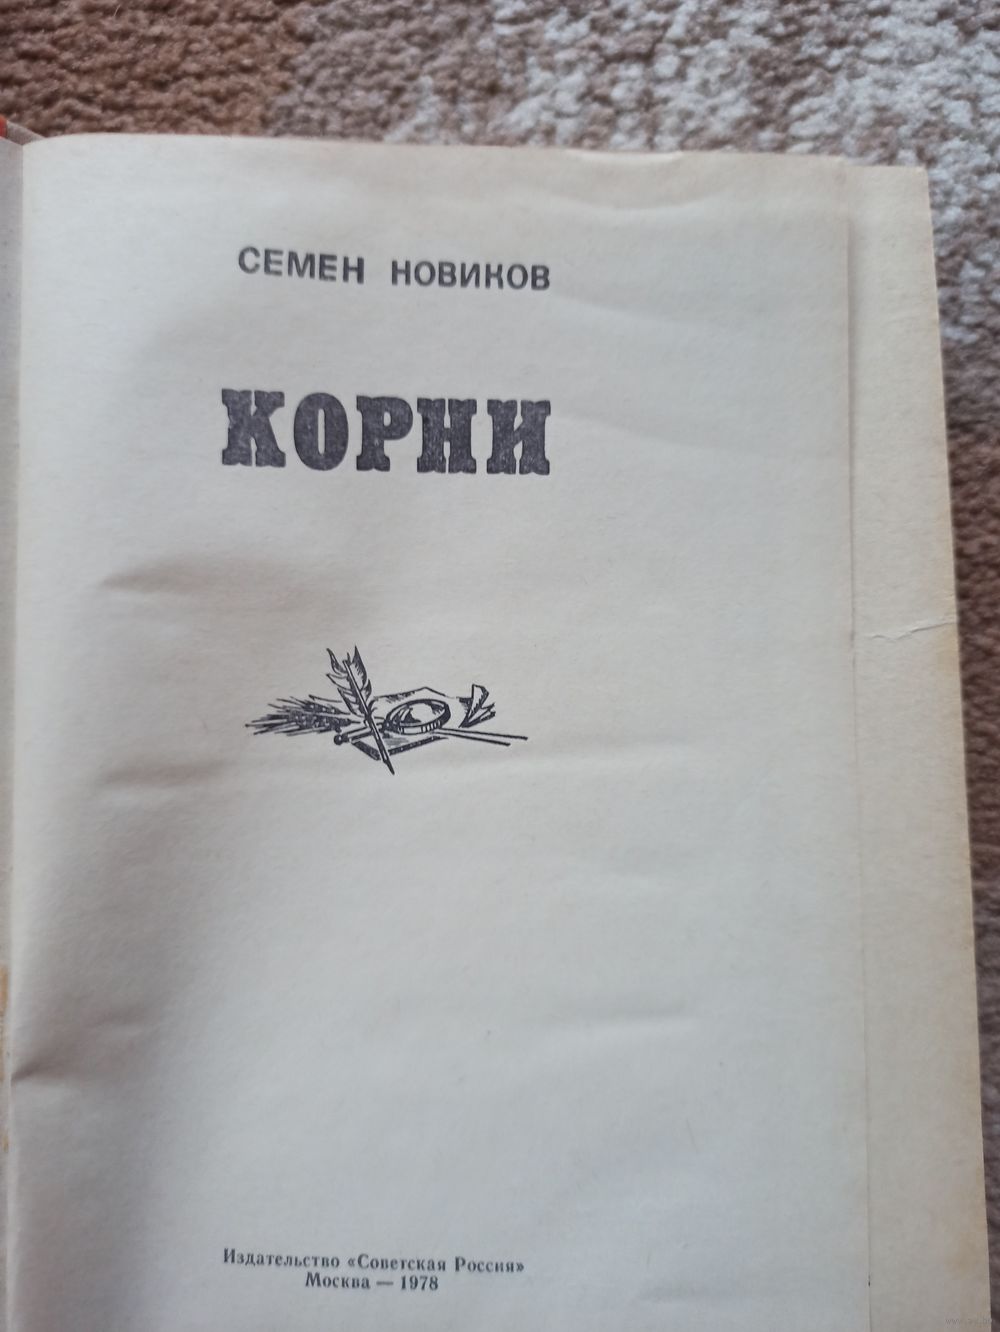 СЕМЕН НОВИКОВ
КОРНИ
Издательство «Советская Россия»
Москва — 1978